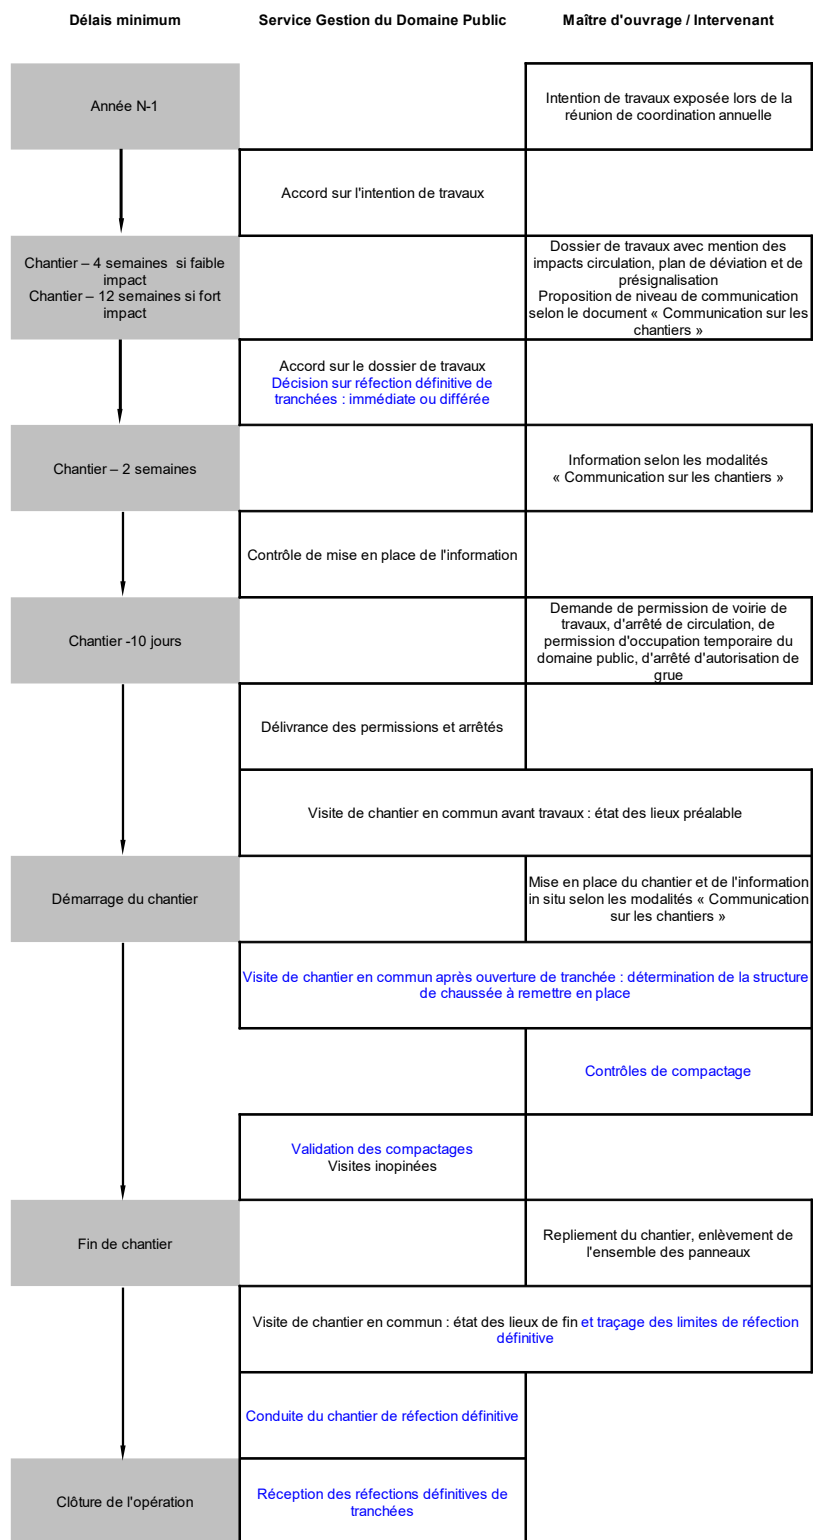 Délais minimum
Service Gestion du Domaine Public
Maître d'ouvrage / Intervenant
Année N-1
Intention de travaux exposée lors de la
réunion de coordination annuelle
Accord sur l'intention de travaux
Chantier – 4 semaines  si faible
impact
Chantier – 12 semaines si fort
impact
Dossier de travaux avec mention des
impacts circulation, plan de déviation et de
présignalisation
Proposition de niveau de communication
selon le document « Communication sur les
chantiers »
Accord sur le dossier de travaux
Décision sur réfection définitive de
tranchées : immédiate ou différée
Chantier – 2 semaines
Information selon les modalités
« Communication sur les chantiers »
Contrôle de mise en place de l'information
Chantier -10 jours
Demande de permission de voirie de
travaux, d'arrêté de circulation, de
permission d'occupation temporaire du
domaine public, d'arrêté d'autorisation de
grue
Délivrance des permissions et arrêtés
Visite de chantier en commun avant travaux : état des lieux préalable
Démarrage du chantier
Mise en place du chantier et de l'information
in situ selon les modalités « Communication
sur les chantiers »
Visite de chantier en commun après ouverture de tranchée : détermination de la structure
de chaussée à remettre en place
Contrôles de compactage
Validation des compactages
Visites inopinées
Fin de chantier
Repliement du chantier, enlèvement de
l'ensemble des panneaux
Visite de chantier en commun : état des lieux de fin et traçage des limites de réfection
définitive
Conduite du chantier de réfection définitive
Clôture de l'opération
Réception des réfections définitives de
tranchées